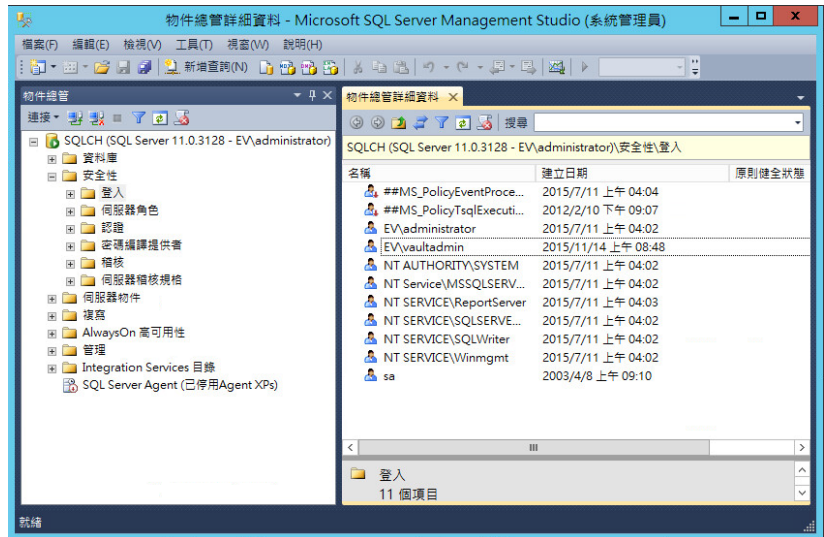 物件總管詳細資料 - Microsoft SQL Server Management Studio (系統管理員)
檔案(F) 編輯(E) 檢視(V) 工具(T) 視窗(W) 說明(H)
新增查詢(N)
物件總管
連接
SQLCH (SQL Server 11.0.3128 - EV\administrator)
資料庫
安全性
登入
伺服器角色
認證
密碼編譯提供者
稽核
伺服器稽核規格
伺服器物件
複寫
AlwaysOn 高可用性
管理
Integration Services 目錄
SQL Server Agent (已停用Agent XPs)
物件總管詳細資料
搜尋
SQLCH (SQL Server 11.0.3128 - EV\administrator)\安全性\登入
名稱 建立日期 原則健全狀態
##MS_PolicyEventProce... 2015/7/11 上午 04:04
##MS_PolicyTsqlExecuti... 2012/2/10 下午 09:07
EV\administrator 2015/7/11 上午 04:02
EV\vaultadmin 2015/11/14 上午 08:48
NT AUTHORITY\SYSTEM 2015/7/11 上午 04:02
NT Service\MSSQLSERV... 2015/7/11 上午 04:02
NT SERVICE\ReportServer 2015/7/11 上午 04:03
NT SERVICE\SQLSERVE... 2015/7/11 上午 04:02
NT SERVICE\SQLWriter 2015/7/11 上午 04:02
NT SERVICE\Winmgmt 2015/7/11 上午 04:02
sa 2003/4/8 上午 09:10
登入
11 個項目
就緒